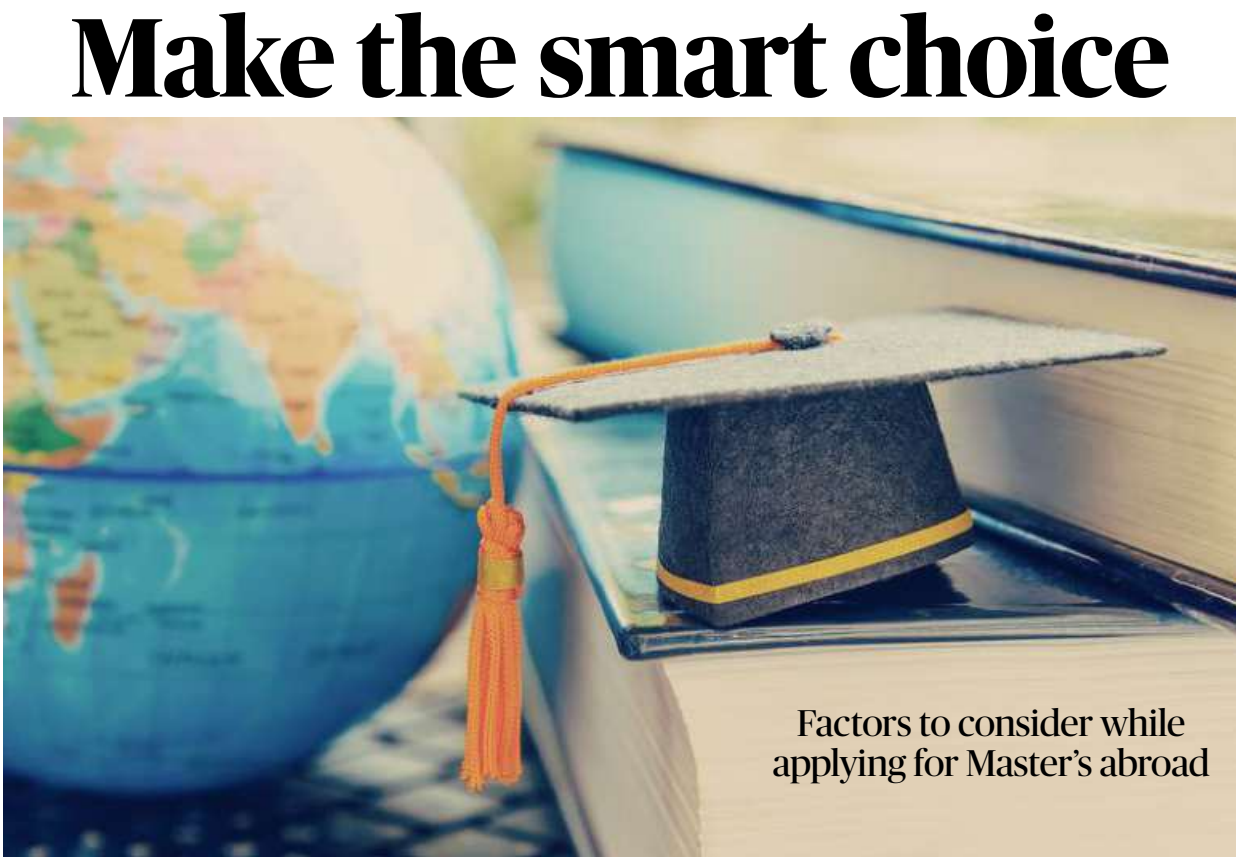 Make the smart choice
Factors to consider while
applying for Master's abroad